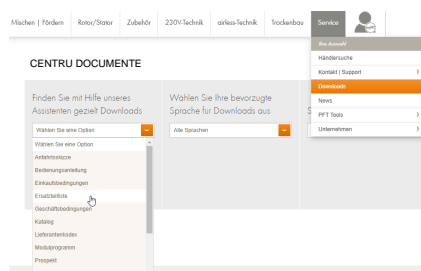 Mischen | Fördern Rotor/Stator Zubehör 230V-Technik airless-Technik Trockenbau Service
Ihre Auswahl
Händlersuche
Kontakt | Support
Downloads
News
PFT Tools
Unternehmen
CENTRU DOCUMENTE
Finden Sie mit Hilfe unseres
Assistenten gezielt Downloads
Wählen Sie eine Option
Wählen Sie eine Option
Anfahrtsskizze
Bedienungsanleitung
Einkaufsbedingungen
Ersatzteilliste
Geschäftsbedingungen
Katalog
Lieferantenkodex
Modulprogramm
Prospekt
Wählen Sie Ihre bevorzugte
Sprache für Downloads aus
Alle Sprachen